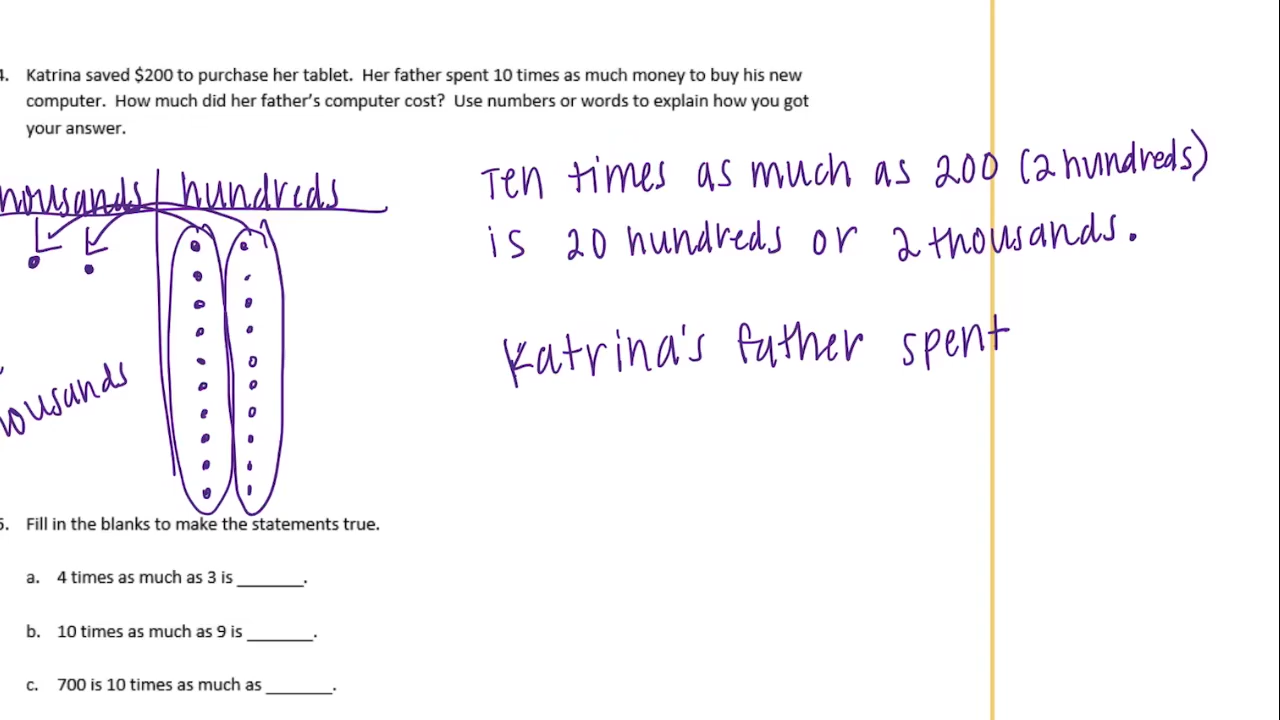 4. Katrina saved $200 to purchase her tablet. Her father spent 10 times as much money to buy his new
computer. How much did her father's computer cost? Use numbers or words to explain how you got
your answer.
Ten times as much as 200 (2 hundreds)
is 20 hundreds or 2 thousands.
housands hundreds
Katrina's father spent
ousands
5. Fill in the blanks to make the statements true.
a. 4 times as much as 3 is _______.
b. 10 times as much as 9 is _______.
c. 700 is 10 times as much as _______.